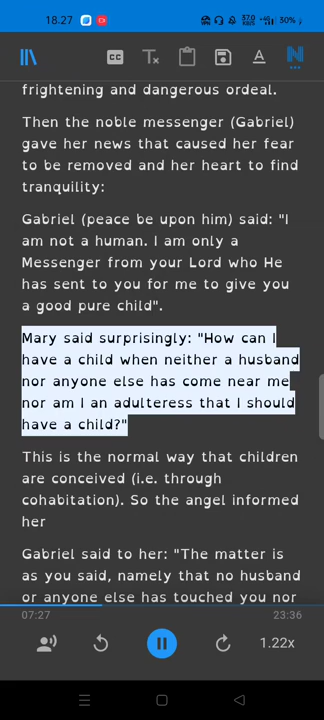 18.27
57.0
KB/S
4G
30%
CC
T
A
N
frightening and dangerous ordeal.
Then the noble messenger (Gabriel)
gave her news that caused her fear
to be removed and her heart to find
tranquility:
Gabriel (peace be upon him) said: "I
am not a human. I am only a
Messenger from your Lord who He
has sent to you for me to give you
a good pure child".
Mary said surprisingly: "How can I
have a child when neither a husband
nor anyone else has come near me
nor am I an adulteress that I should
have a child?"
This is the normal way that children
are conceived (i.e. through
cohabitation). So the angel informed
her
Gabriel said to her: "The matter is
as you said, namely that no husband
or anyone else has touched you nor
07:27
23:36
1.22x